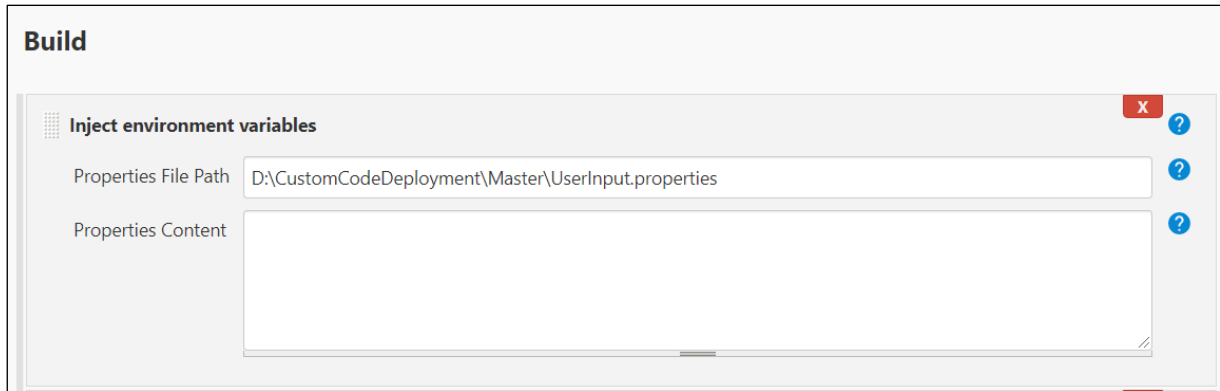 Build
Inject environment variables
X
?
Properties File Path
D:\CustomCodeDeployment\Master\UserInput.properties
?
Properties Content
?